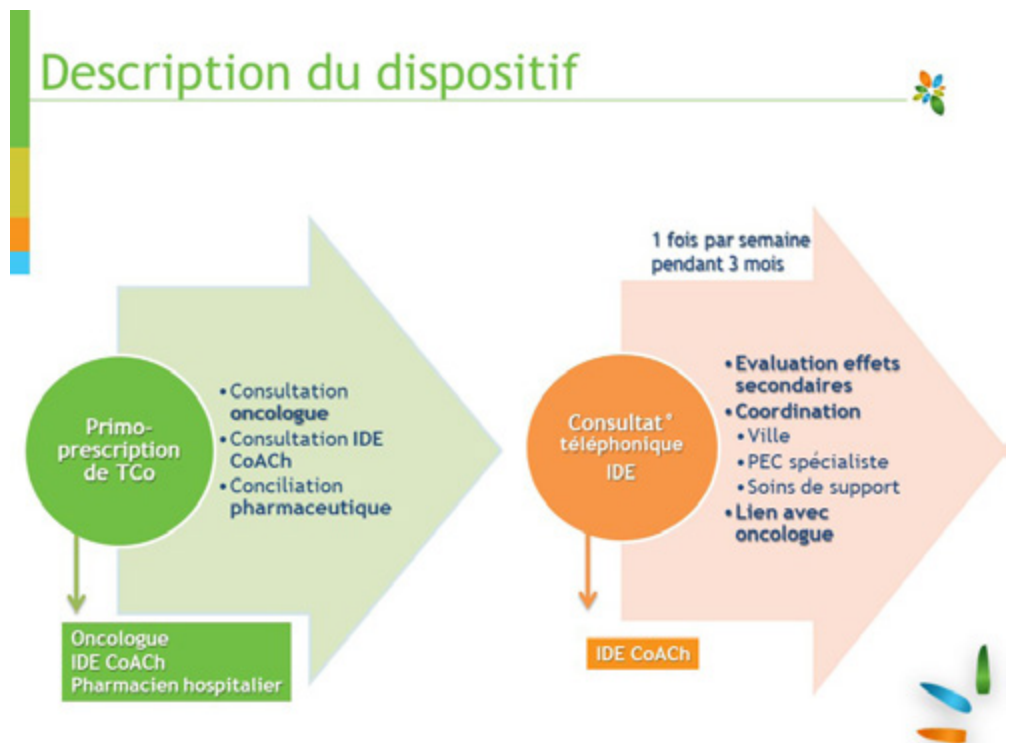 Description du dispositif
Primo-
prescription
de TCo
•Consultation
oncologue
•Consultation IDE
CoACh
•Conciliation
pharmaceutique
Oncologue
IDE CoACh
Pharmacien hospitalier
1 fois par semaine
pendant 3 mois
Consultat°
téléphonique
IDE
•Evaluation effets
secondaires
•Coordination
•Ville
•PEC spécialiste
•Soins de support
•Lien avec
oncologue
IDE CoACh